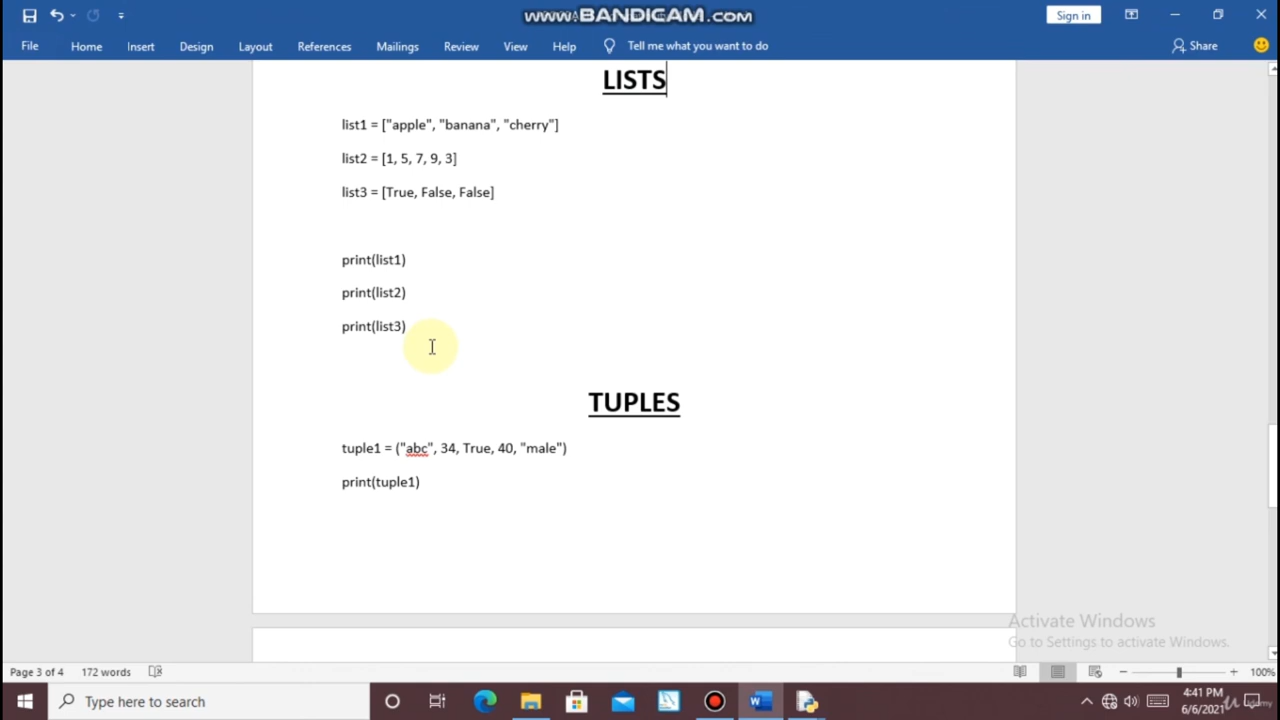 www.BANDICAM.com
Sign in
File Home Insert Design Layout References Mailings Review View Help Tell me what you want to do Share
LISTS
list1 = ["apple", "banana", "cherry"]
list2 = [1, 5, 7, 9, 3]
list3 = [True, False, False]
print(list1)
print(list2)
print(list3)
TUPLES
tuple1 = ("abc", 34, True, 40, "male")
print(tuple1)
Activate Windows
Go to Settings to activate Windows.
Page 3 of 4 172 words 100%
Type here to search
4:41 PM
6/6/2021
Udemy